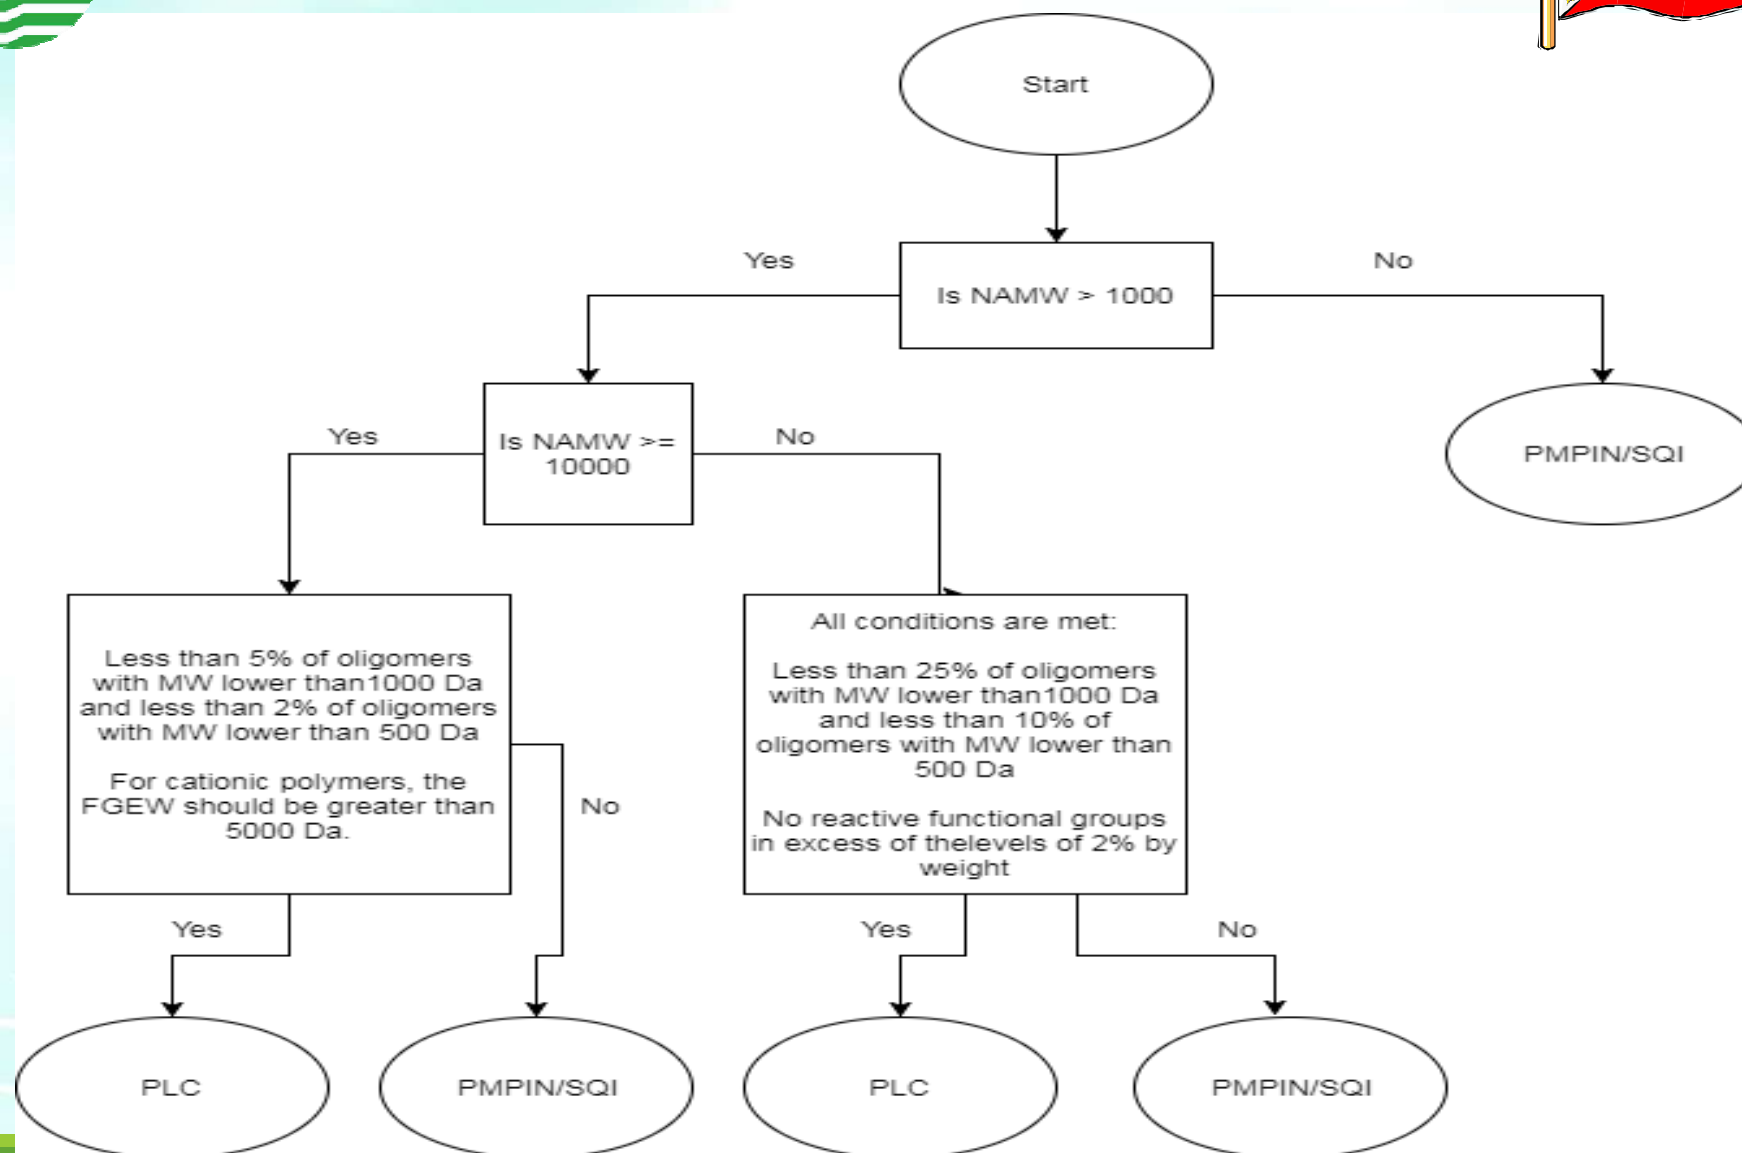 Start
Yes
No
Is NAMW > 1000
Yes
Is NAMW >=
10000
No
PMPIN/SQI
Less than 5% of oligomers
with MW lower than1000 Da
and less than 2% of oligomers
with MW lower than 500 Da
For cationic polymers, the
FGEW should be greater than
5000 Da.
No
All conditions are met:
Less than 25% of oligomers
with MW lower than1000 Da
and less than 10% of
oligomers with MW lower than
500 Da
No reactive functional groups
in excess of thelevels of 2% by
weight
Yes
Yes
No
PLC
PMPIN/SQI
PLC
PMPIN/SQI